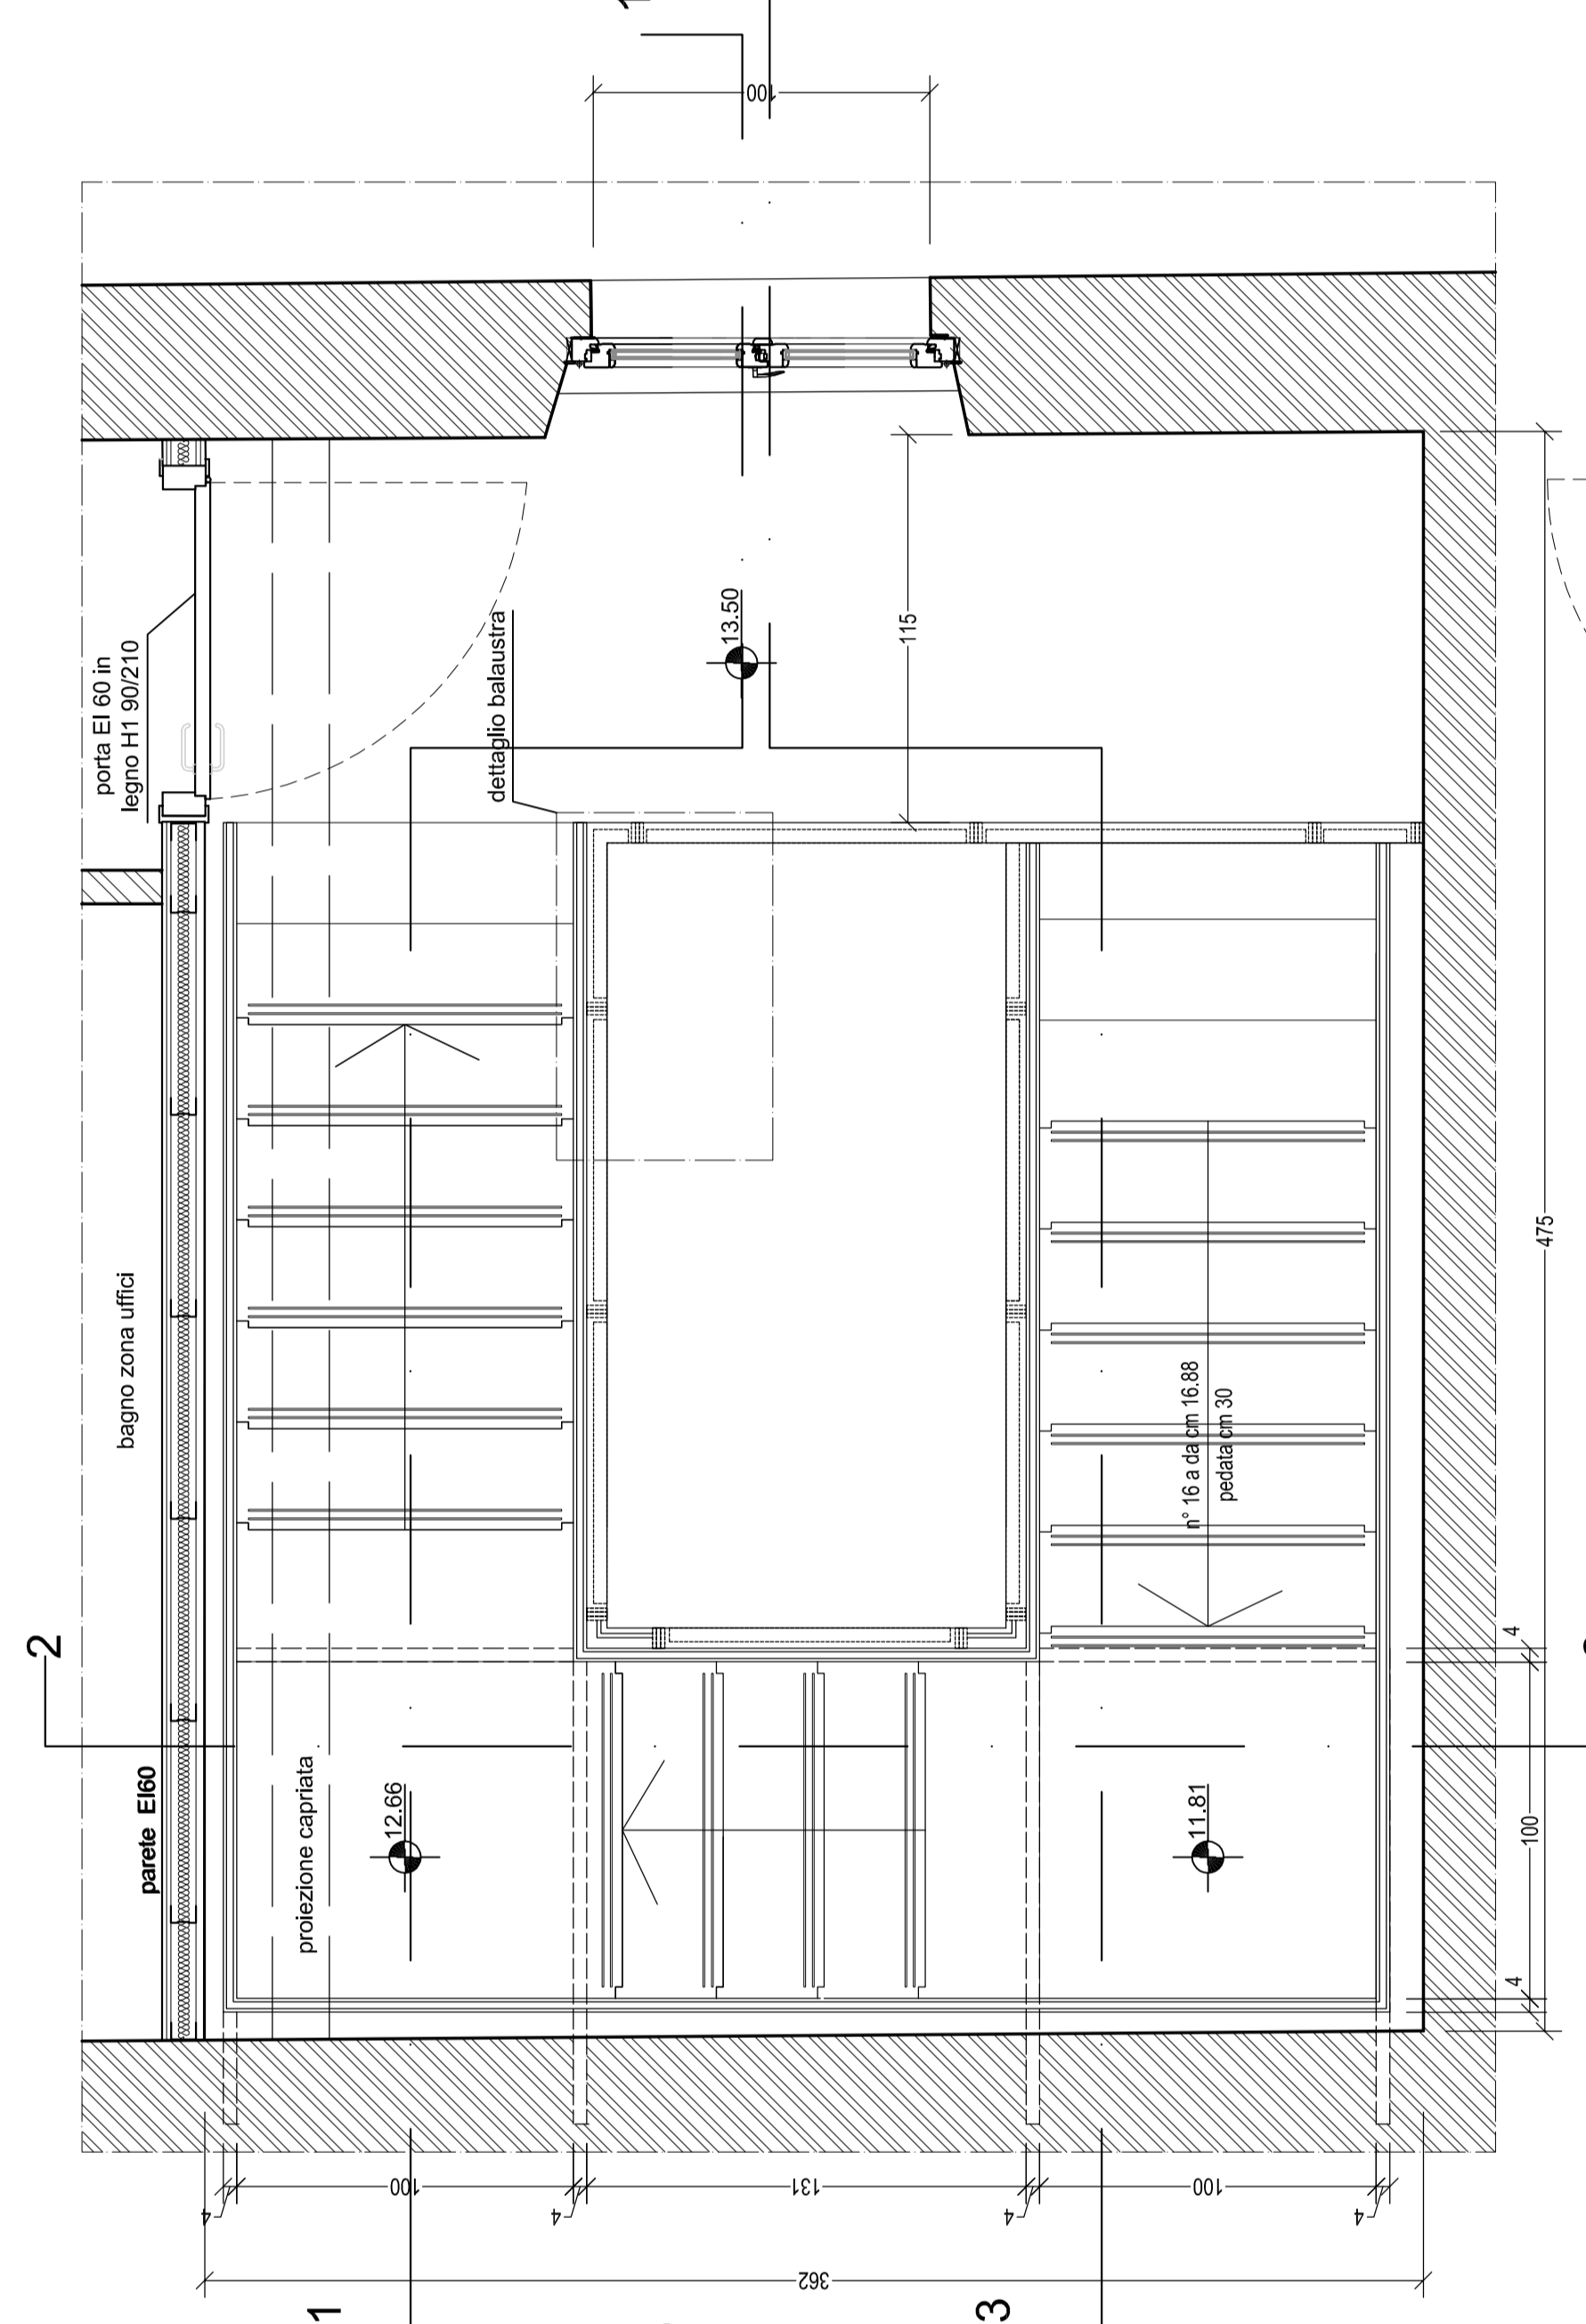 100
porta EI 60 in
legno H1 90/210
dettaglio balaustra
13.50
115
bagno zona uffici
475
n° 16 a da cm 16.88
pedata cm 30
2
parete EI60
proiezione capriata
12.66
11.81
4
100
4
4
100
4
131
4
100
4
362
1
3